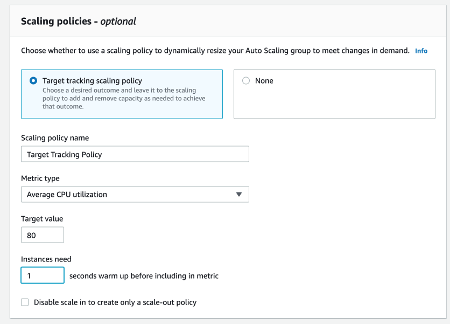 Scaling policies - optional
Choose whether to use a scaling policy to dynamically resize your Auto Scaling group to meet changes in demand. Info
Target tracking scaling policy
Choose a desired outcome and leave it to the scaling
policy to add and remove capacity as needed to achieve
that outcome.
None
Scaling policy name
Target Tracking Policy
Metric type
Average CPU utilization
Target value
80
Instances need
1 seconds warm up before including in metric
Disable scale in to create only a scale-out policy